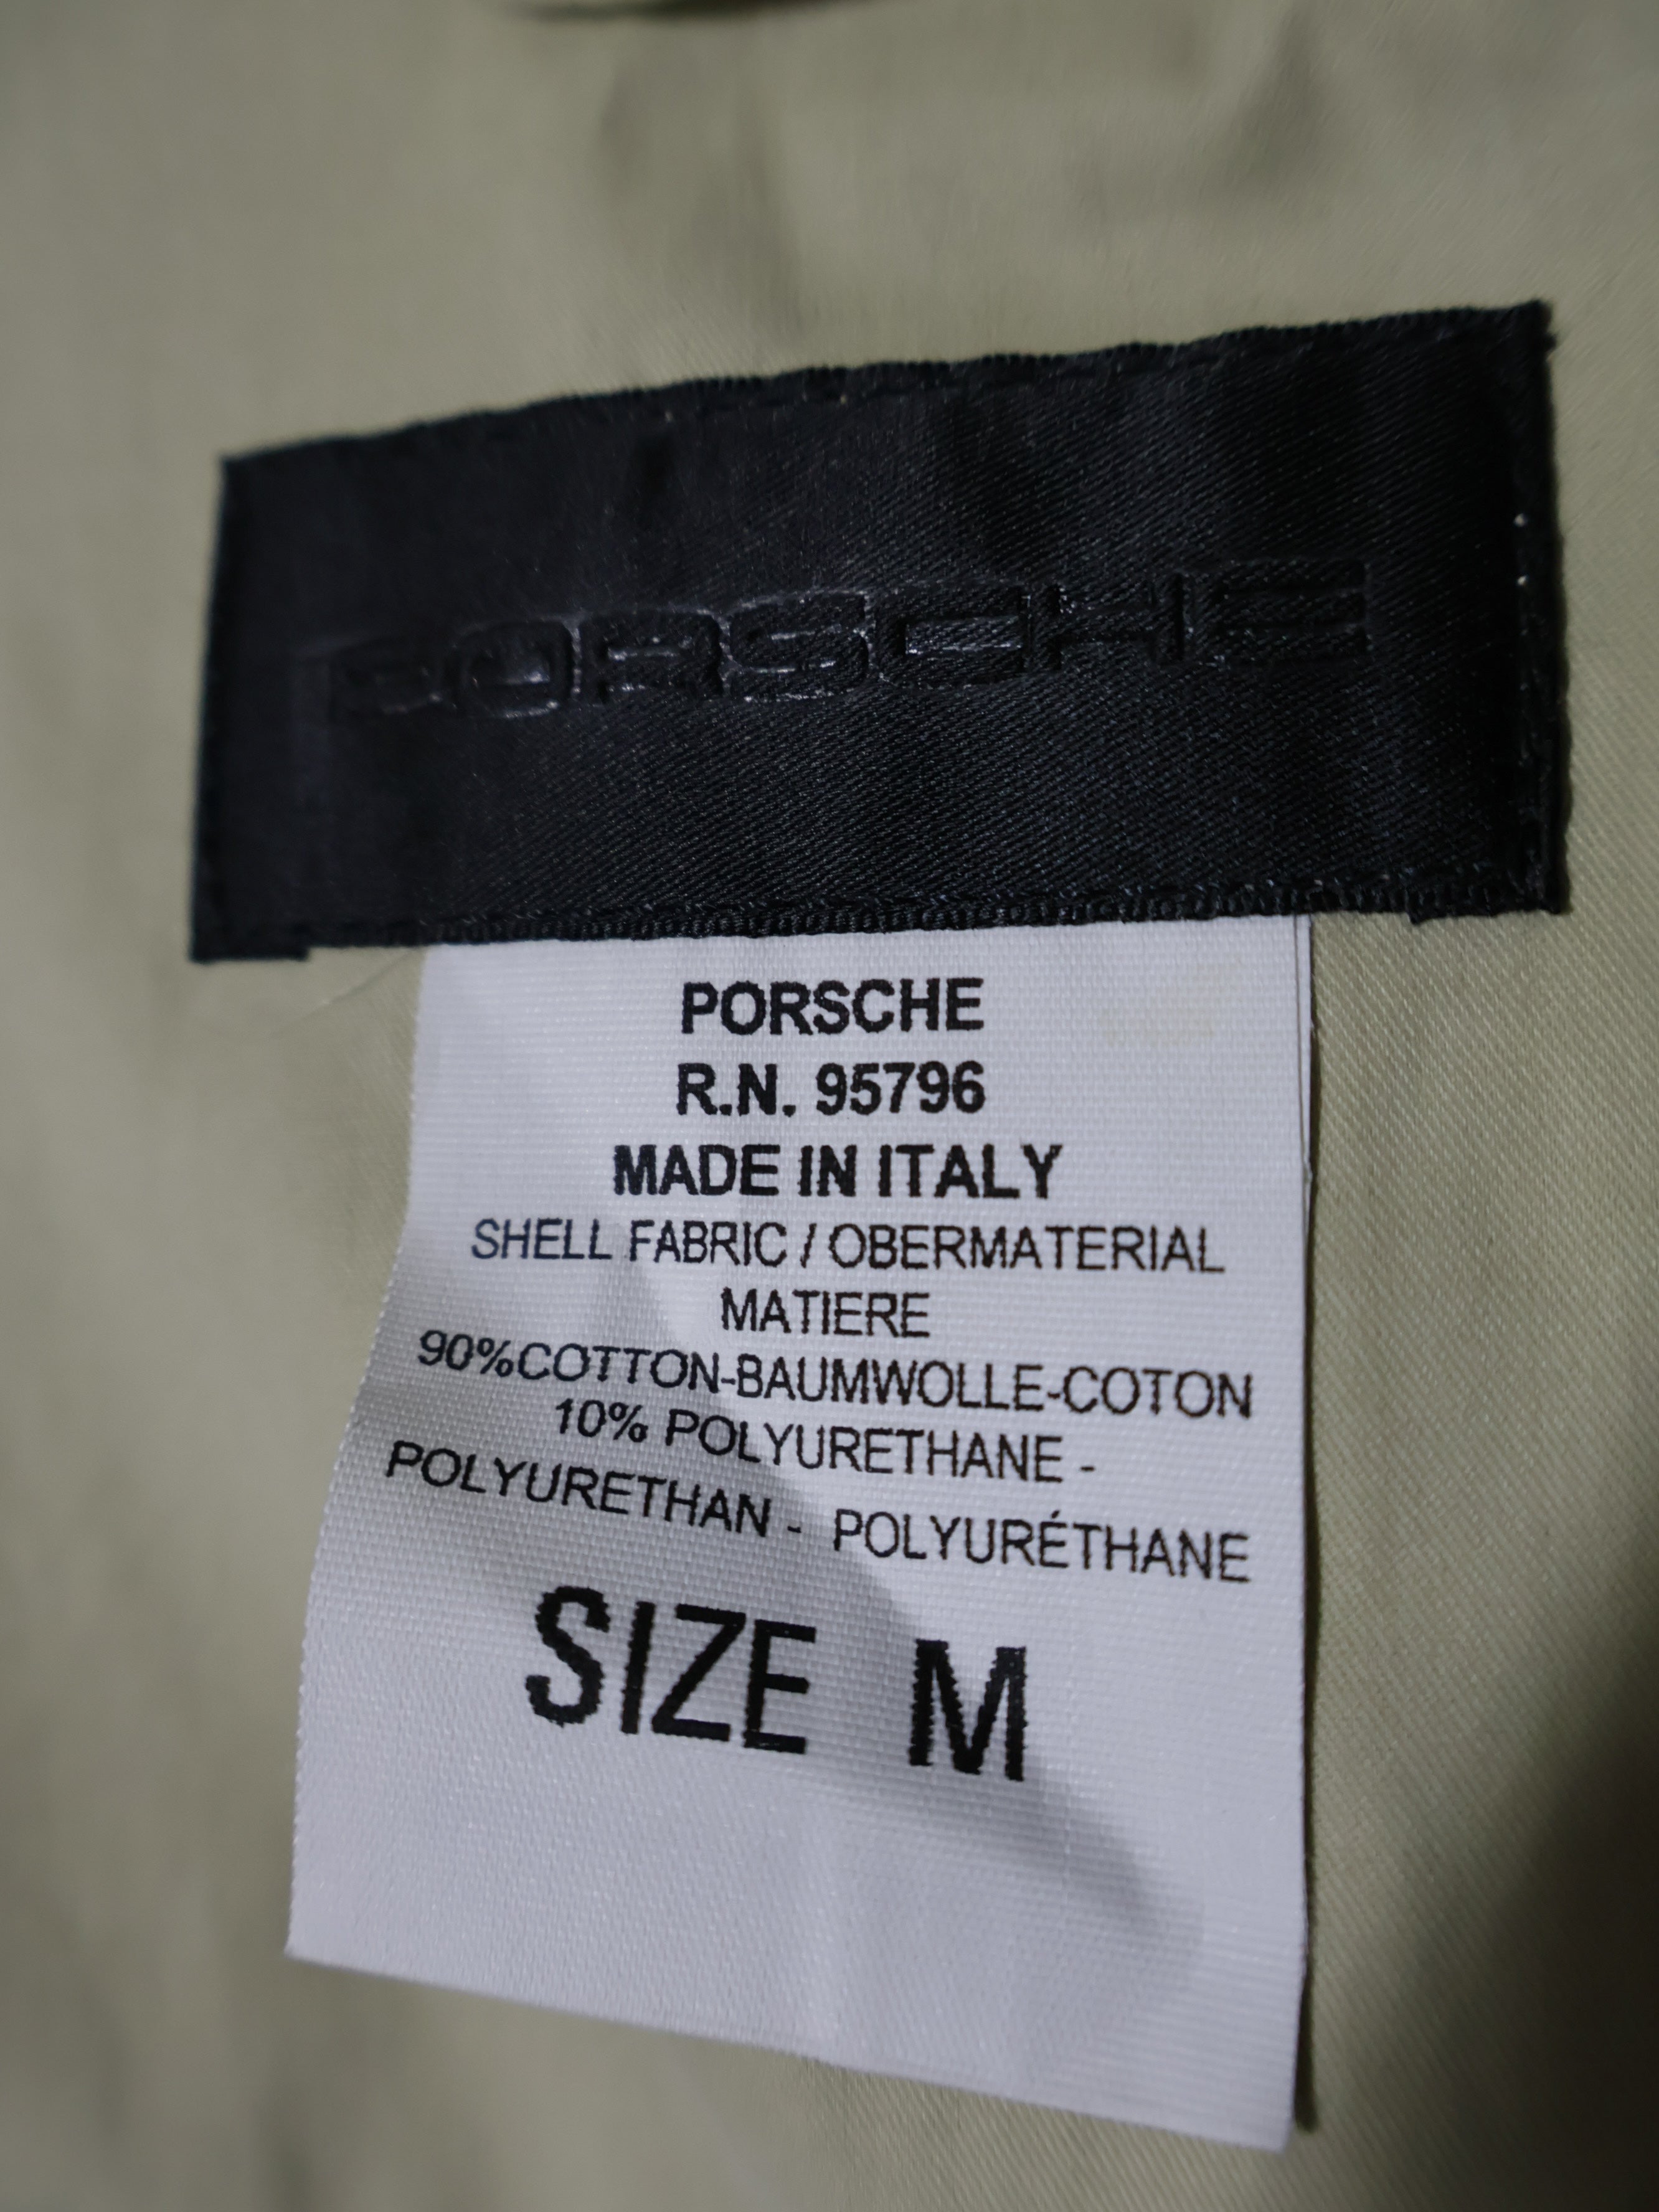 PORSCHE
PORSCHE
R.N. 95796
MADE IN ITALY
SHELL FABRIC / OBERMATERIAL
MATIERE
90%COTTON-BAUMWOLLE-COTON
10% POLYURETHANE -
POLYURETHAN - POLYURÉTHANE
SIZE M